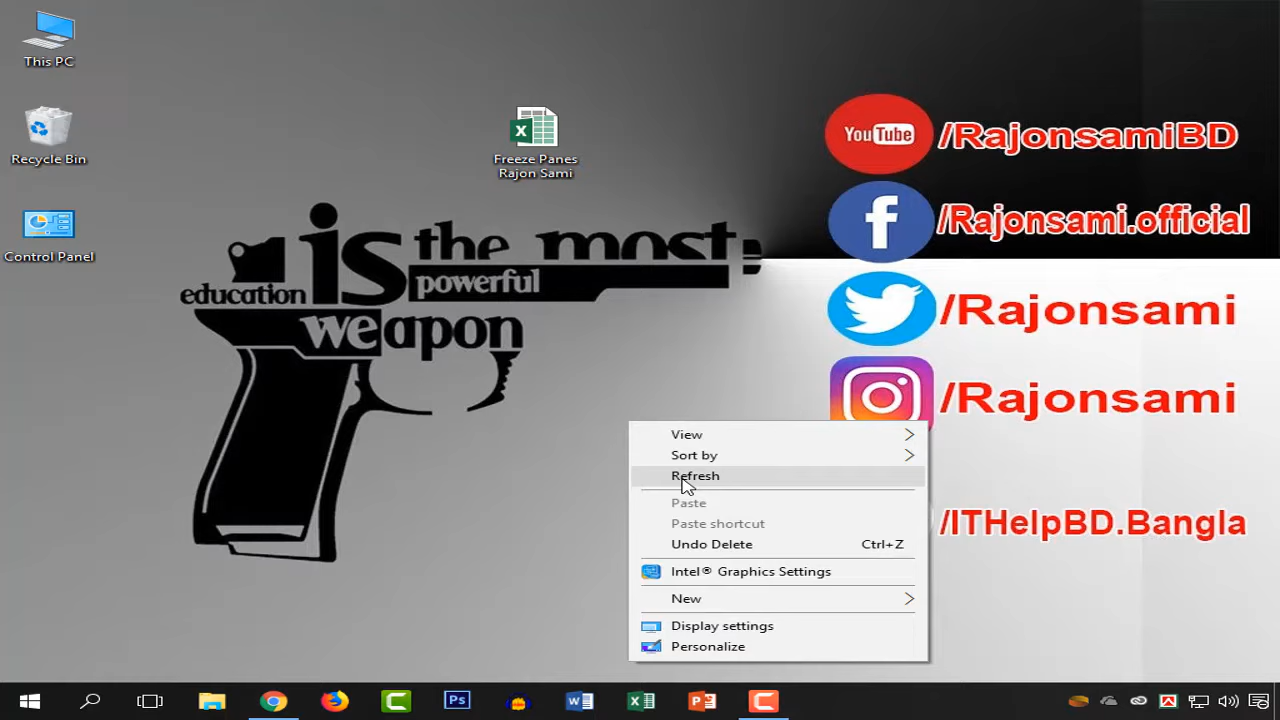 This PC
Recycle Bin
Control Panel
Freeze Panes
Rajon Sami
education is the most
powerful
weapon
YouTube /RajonsamiBD
f /Rajonsami.official
/Rajonsami
/Rajonsami
/ITHelpBD.Bangla
View
Sort by
Refresh
Paste
Paste shortcut
Undo Delete Ctrl+Z
Intel® Graphics Settings
New
Display settings
Personalize
Ps